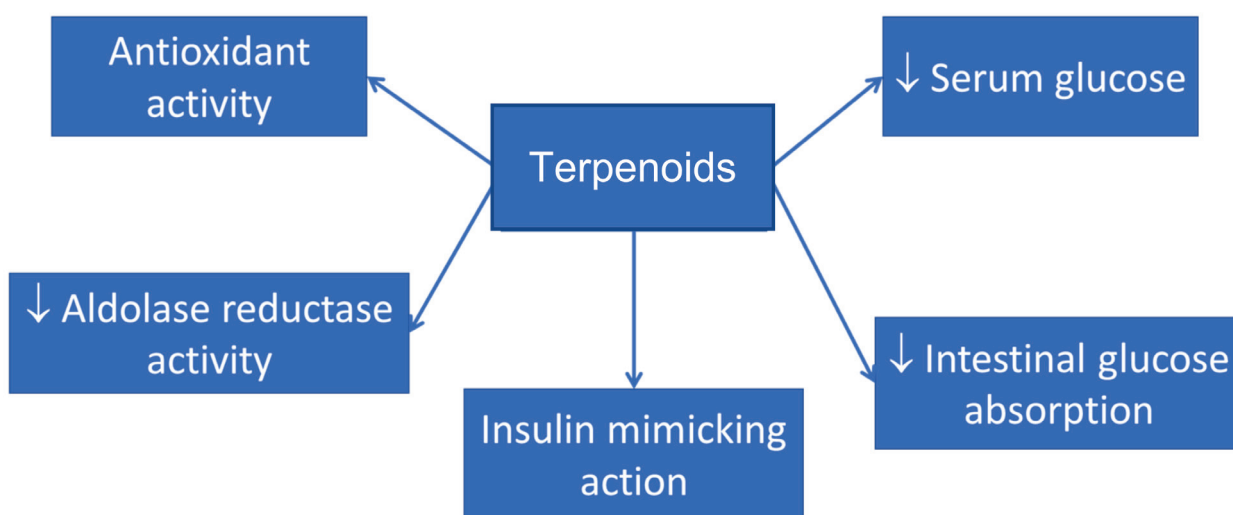 Antioxidant
activity
↓ Serum glucose
Terpenoids
↓ Aldolase reductase
activity
Insulin mimicking
action
↓ Intestinal glucose
absorption